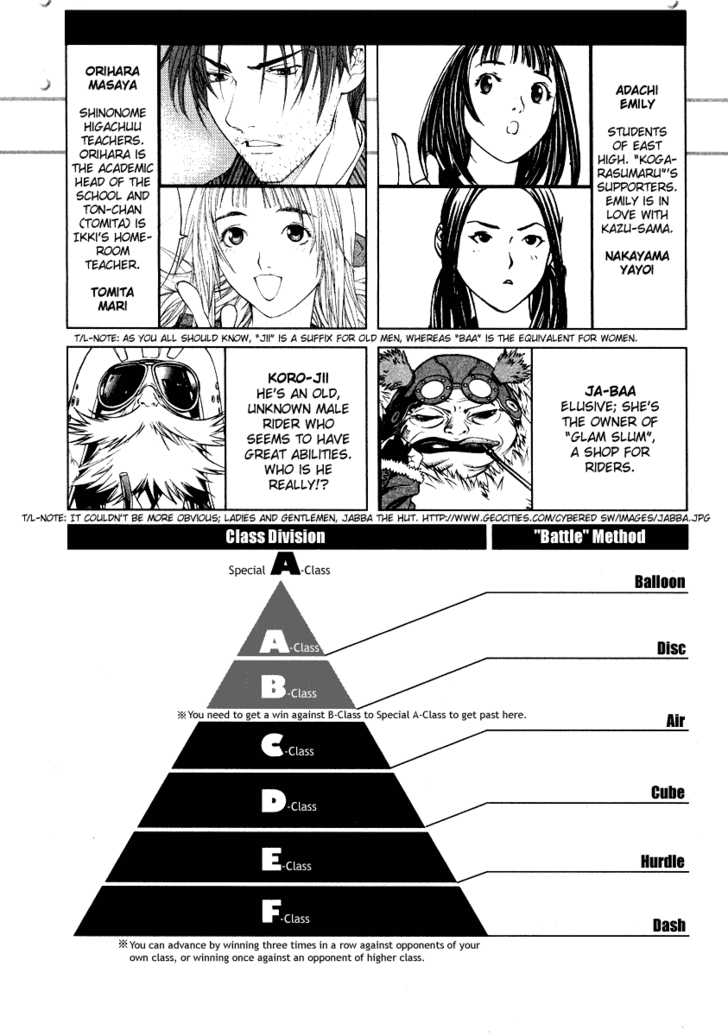 ORIHARA
MASAYA
SHINONOME
HIGACHUU
TEACHERS.
ORIHARA IS
THE ACADEMIC
HEAD OF THE
SCHOOL AND
TON-CHAN
(TOMITA) IS
IKKI'S HOME-
ROOM
TEACHER.
TOMITA
MARI
ADACHI
EMILY
STUDENTS
OF EAST
HIGH. "KOGA-
RASUMARU"'S
SUPPORTERS.
EMILY IS IN
LOVE WITH
KAZU-SAMA.
NAKAYAMA
YAYOI
T/L-NOTE: AS YOU ALL SHOULD KNOW, "JII" IS A SUFFIX FOR OLD MEN, WHEREAS "BAA" IS THE EQUIVALENT FOR WOMEN.
KORO-JII
HE'S AN OLD,
UNKNOWN MALE
RIDER WHO
SEEMS TO HAVE
GREAT ABILITIES.
WHO IS HE
REALLY!?
JA-BAA
ELUSIVE; SHE'S
THE OWNER OF
"GLAM SLUM",
A SHOP FOR
RIDERS.
T/L-NOTE: IT COULDN'T BE MORE OBVIOUS; LADIES AND GENTLEMEN, JABBA THE HUT. HTTP://WWW.GEOCITIES.COM/CYBERED_SW/IMAGES/JABBA.JPG
Class Division
"Battle" Method
Special A-Class
Balloon
A-Class
Disc
B-Class
※You need to get a win against B-Class to Special A-Class to get past here.
Air
C-Class
Cube
D-Class
Hurdle
E-Class
Dash
F-Class
※You can advance by winning three times in a row against opponents of your
own class, or winning once against an opponent of higher class.